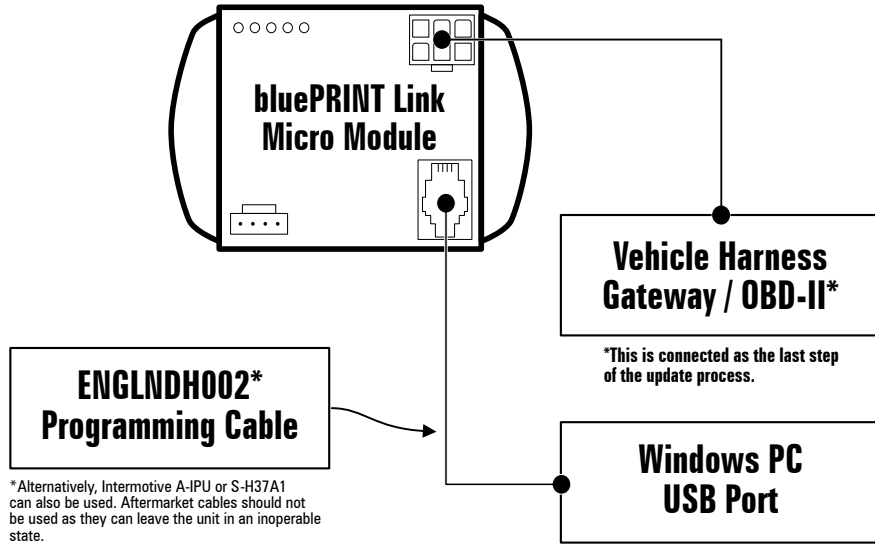 bluePRINT Link
Micro Module
Vehicle Harness
Gateway / OBD-II*
*This is connected as the last step
of the update process.
ENGLNDH002*
Programming Cable
*Alternatively, Intermotive A-IPU or S-H37A1
can also be used. Aftermarket cables should not
be used as they can leave the unit in an inoperable
state.
Windows PC
USB Port